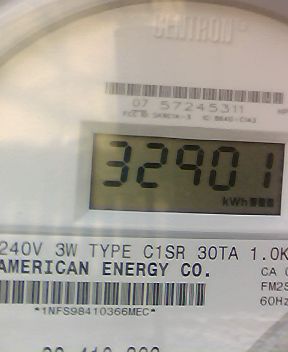 CENTRON®
07 57245311
32901
kWh
240V 3W TYPE C1SR 30TA 1.0K
AMERICAN ENERGY CO.
CA
FM2S
60Hz
*1NFS98410366MEC*